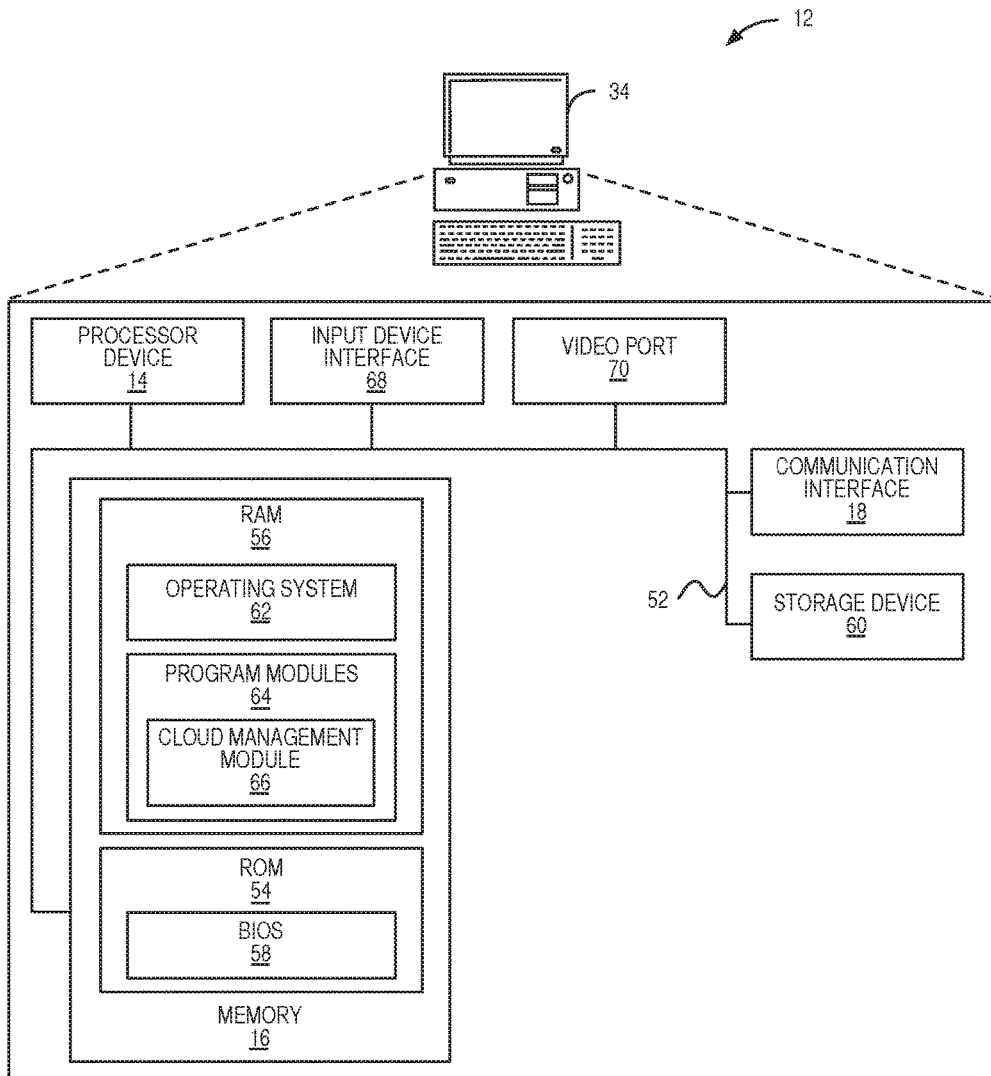 12
34
PROCESSOR
DEVICE
14
INPUT DEVICE
INTERFACE
68
VIDEO PORT
70
COMMUNICATION
INTERFACE
18
RAM
56
OPERATING SYSTEM
62
52
STORAGE DEVICE
60
PROGRAM MODULES
64
CLOUD MANAGEMENT
MODULE
66
ROM
54
BIOS
58
MEMORY
16